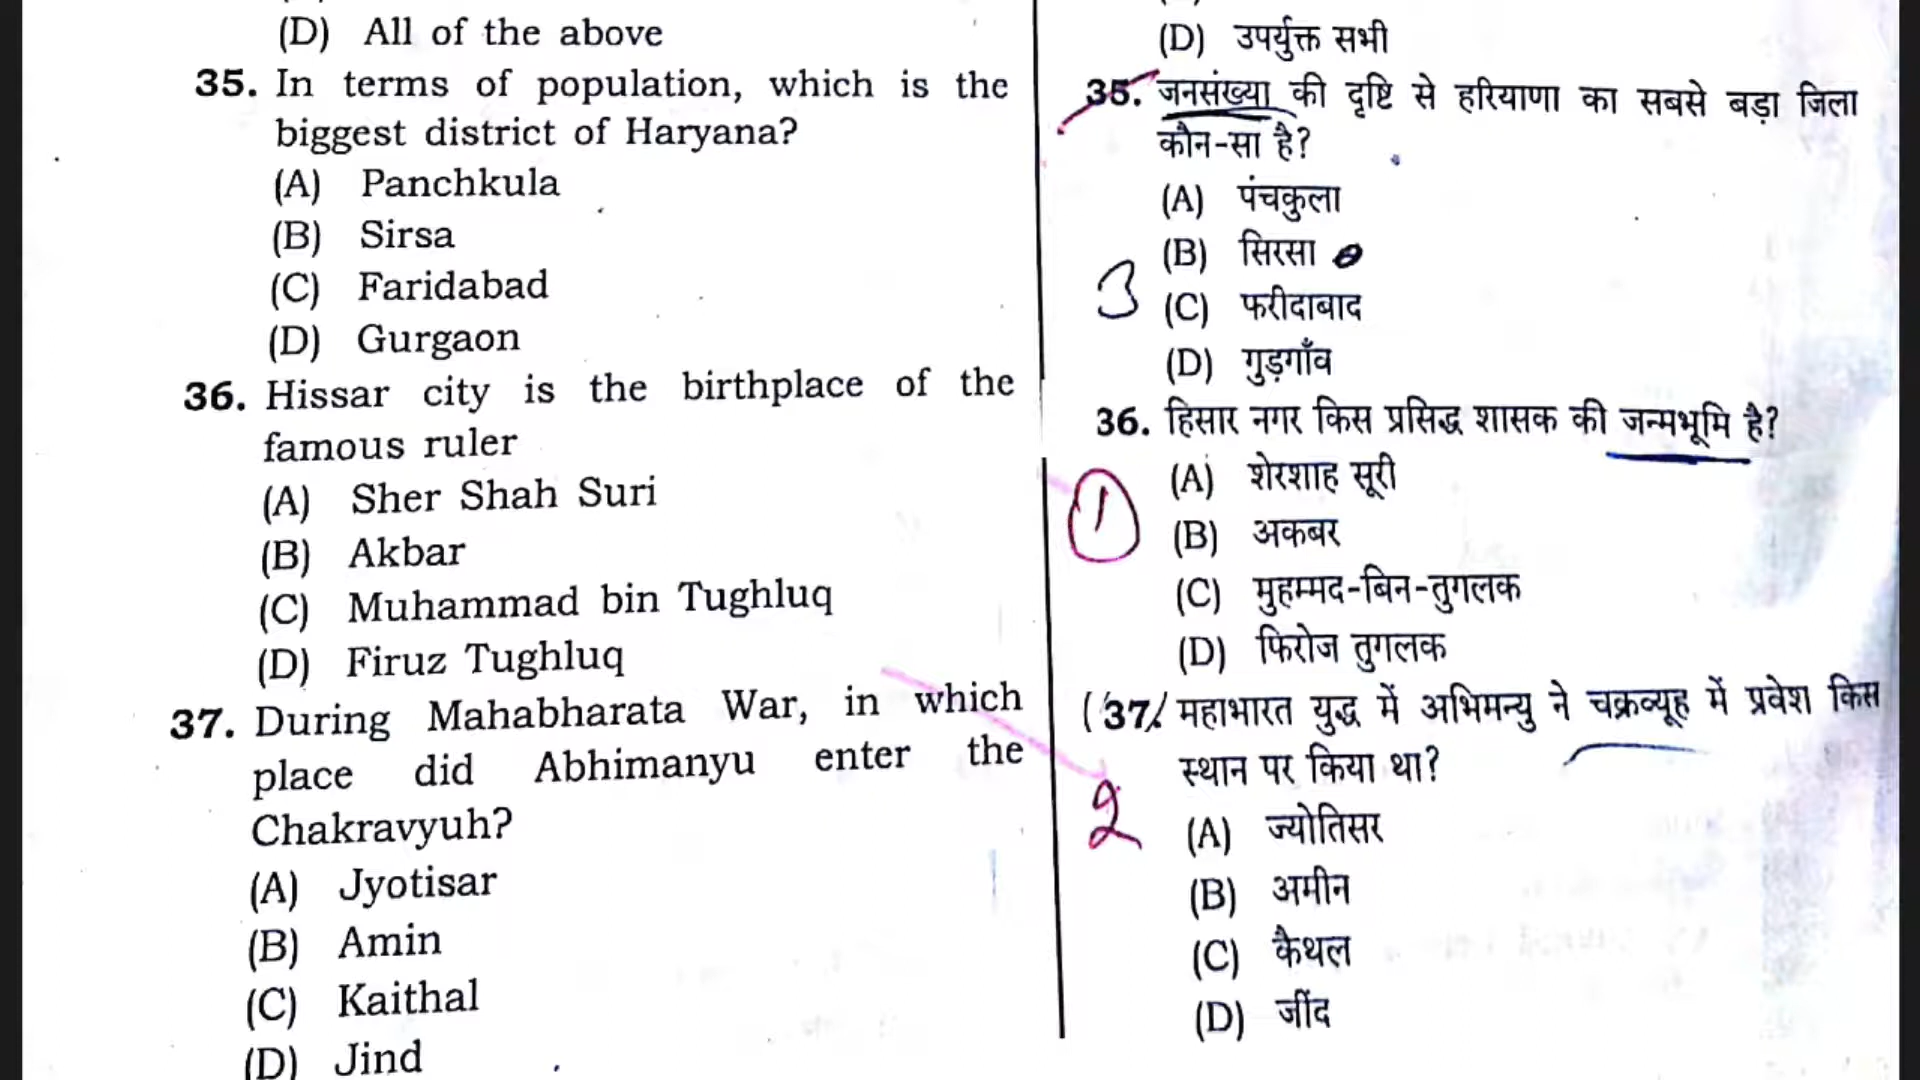 (D) All of the above
35. In terms of population, which is the
biggest district of Haryana?
(A) Panchkula
(B) Sirsa
(C) Faridabad
(D) Gurgaon
36. Hissar city is the birthplace of the
famous ruler
(A) Sher Shah Suri
(B) Akbar
(C) Muhammad bin Tughluq
(D) Firuz Tughluq
37. During Mahabharata War, in which
place did Abhimanyu enter the
Chakravyuh?
(A) Jyotisar
(B) Amin
(C) Kaithal
(D) Jind
(D) उपर्युक्त सभी
35. जनसंख्या की दृष्टि से हरियाणा का सबसे बड़ा जिला
कौन-सा है?
(A) पंचकुला
(B) सिरसा
3
(C) फरीदाबाद
(D) गुड़गाँव
36. हिसार नगर किस प्रसिद्ध शासक की जन्मभूमि है?
(A) शेरशाह सूरी
1
(B) अकबर
(C) मुहम्मद-बिन-तुगलक
(D) फिरोज तुगलक
37. महाभारत युद्ध में अभिमन्यु ने चक्रव्यूह में प्रवेश किस
स्थान पर किया था?
2
(A) ज्योतिसर
(B) अमीन
(C) कैथल
(D) जींद